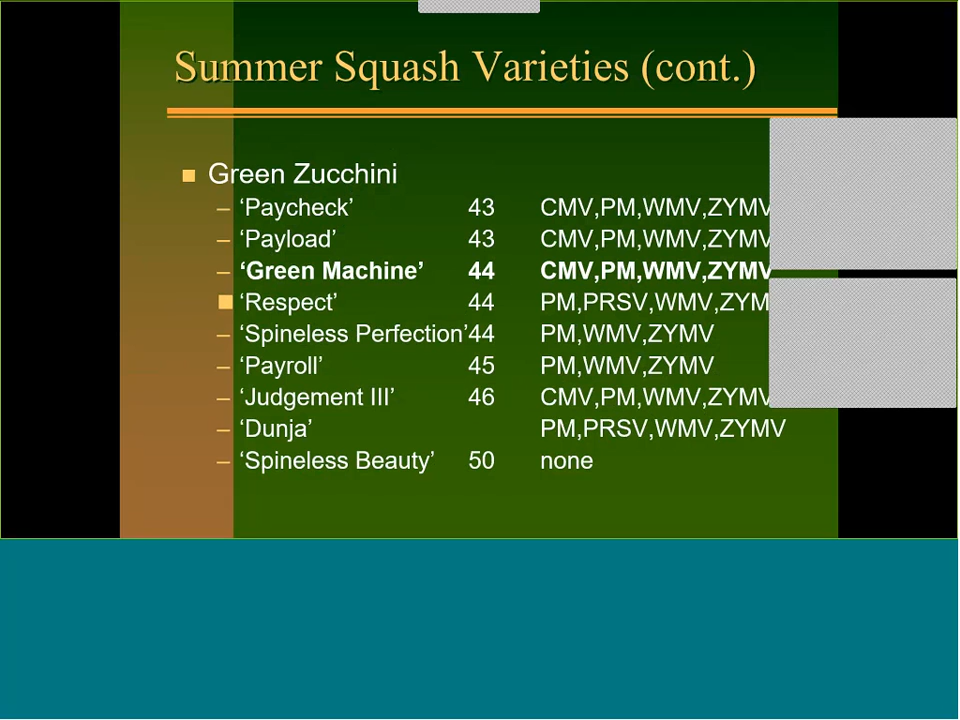 Summer Squash Varieties (cont.)
Green Zucchini
– ‘Paycheck’ 43 CMV,PM,WMV,ZYMV
– ‘Payload’ 43 CMV,PM,WMV,ZYMV
– ‘Green Machine’ 44 CMV,PM,WMV,ZYMV
‘Respect’ 44 PM,PRSV,WMV,ZYM
– ‘Spineless Perfection’44 PM,WMV,ZYMV
– ‘Payroll’ 45 PM,WMV,ZYMV
– ‘Judgement III’ 46 CMV,PM,WMV,ZYMV
– ‘Dunja’ PM,PRSV,WMV,ZYMV
– ‘Spineless Beauty’ 50 none